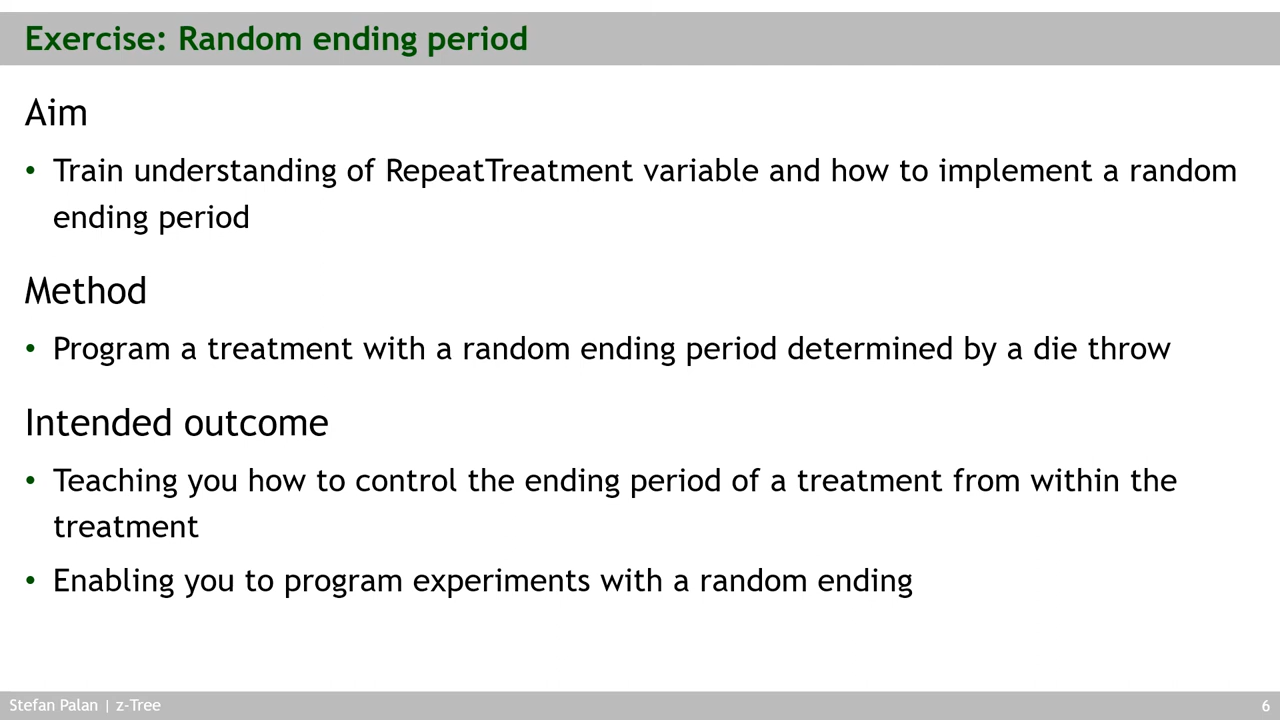 Exercise: Random ending period
Aim
• Train understanding of RepeatTreatment variable and how to implement a random
ending period
Method
• Program a treatment with a random ending period determined by a die throw
Intended outcome
• Teaching you how to control the ending period of a treatment from within the
treatment
• Enabling you to program experiments with a random ending
Stefan Palan | z-Tree
6